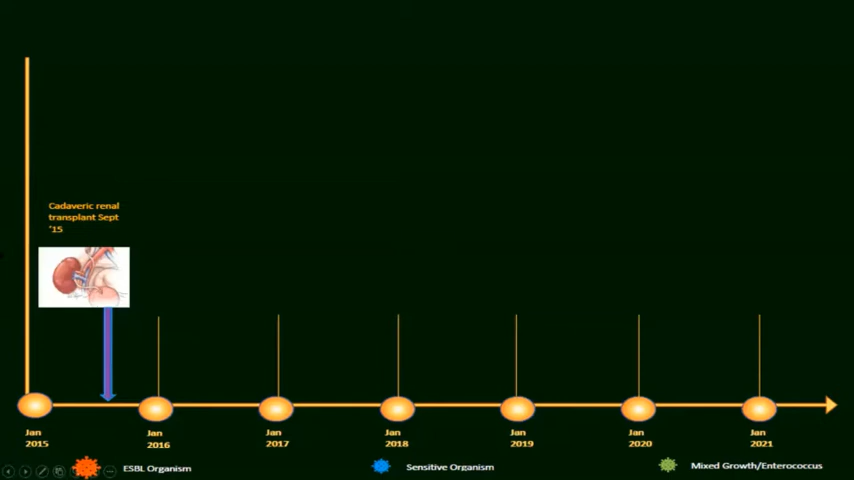 Cadaveric renal
transplant Sept
'15
Jan
2015
Jan
2016
Jan
2017
Jan
2018
Jan
2019
Jan
2020
Jan
2021
ESBL Organism
Sensitive Organism
Mixed Growth/Enterococcus